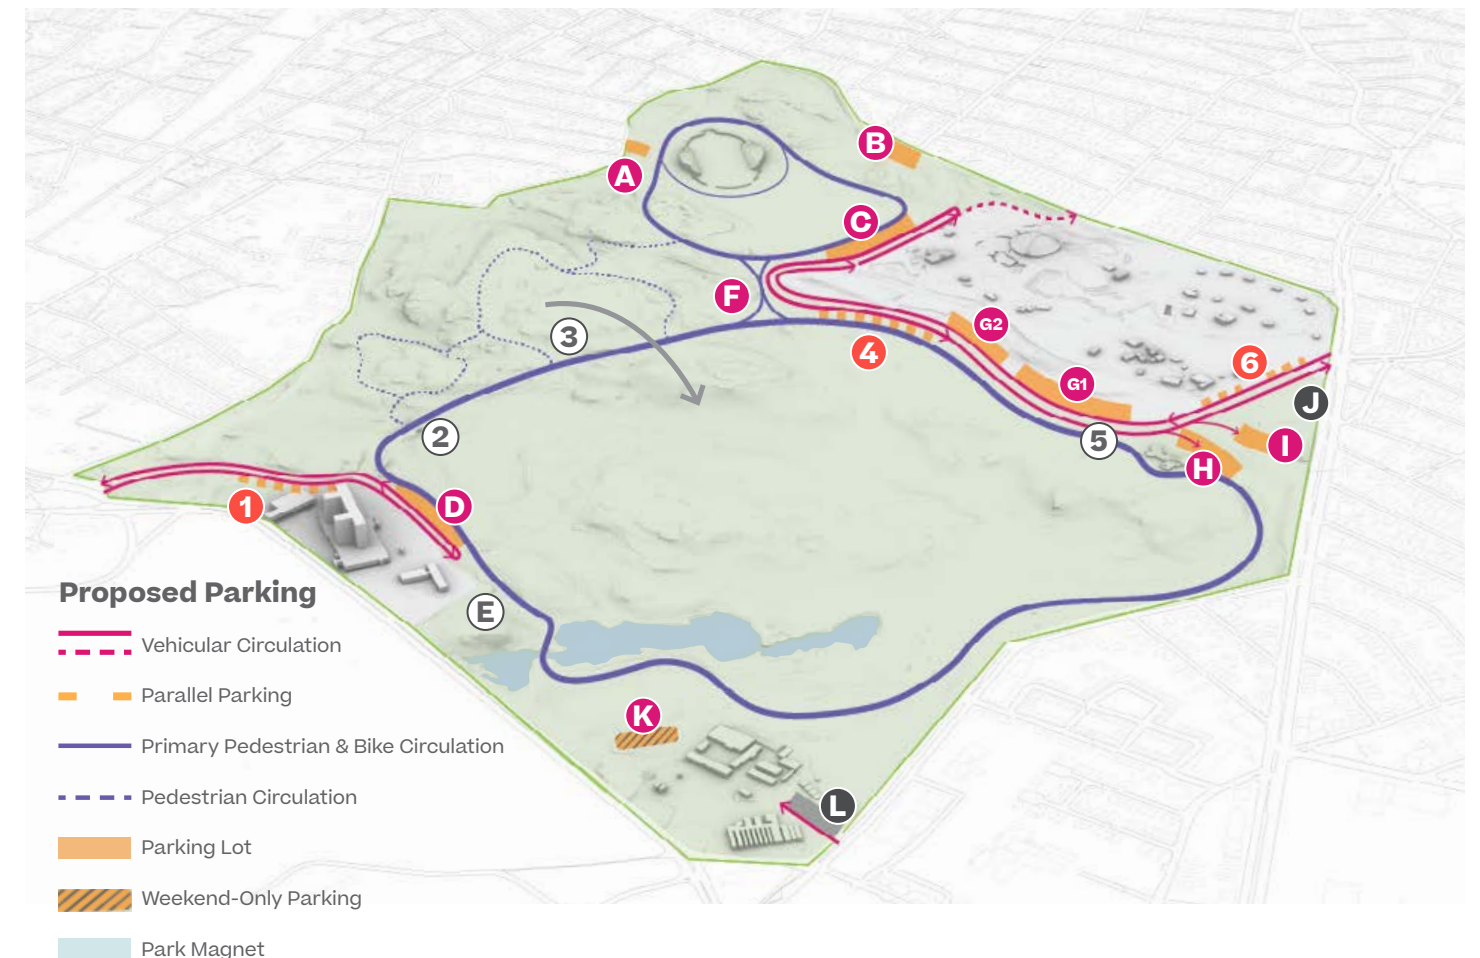 B
A
C
F
G2
3
4
6
G1
J
2
5
I
H
1
D
Proposed Parking
E
Vehicular Circulation
Parallel Parking
K
Primary Pedestrian & Bike Circulation
Pedestrian Circulation
L
Parking Lot
Weekend-Only Parking
Park Magnet